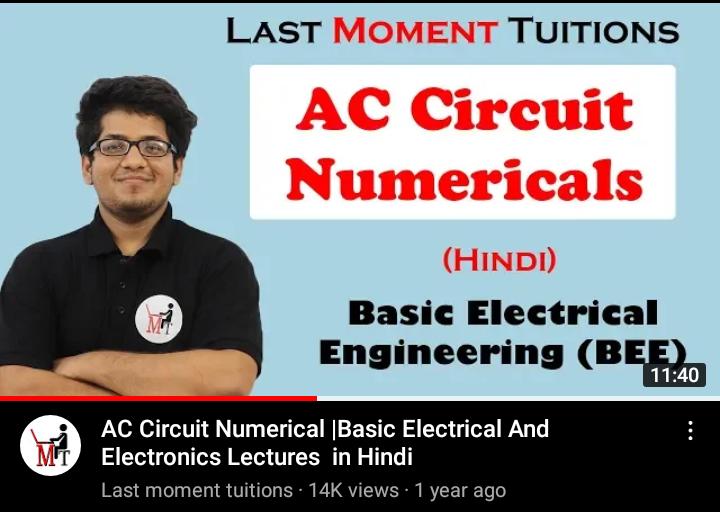 LAST MOMENT TUITIONS
AC Circuit
Numericals
(HINDI)
Basic Electrical
Engineering (BEE)
11:40
MT
MT
AC Circuit Numerical |Basic Electrical And
Electronics Lectures in Hindi
Last moment tuitions · 14K views · 1 year ago